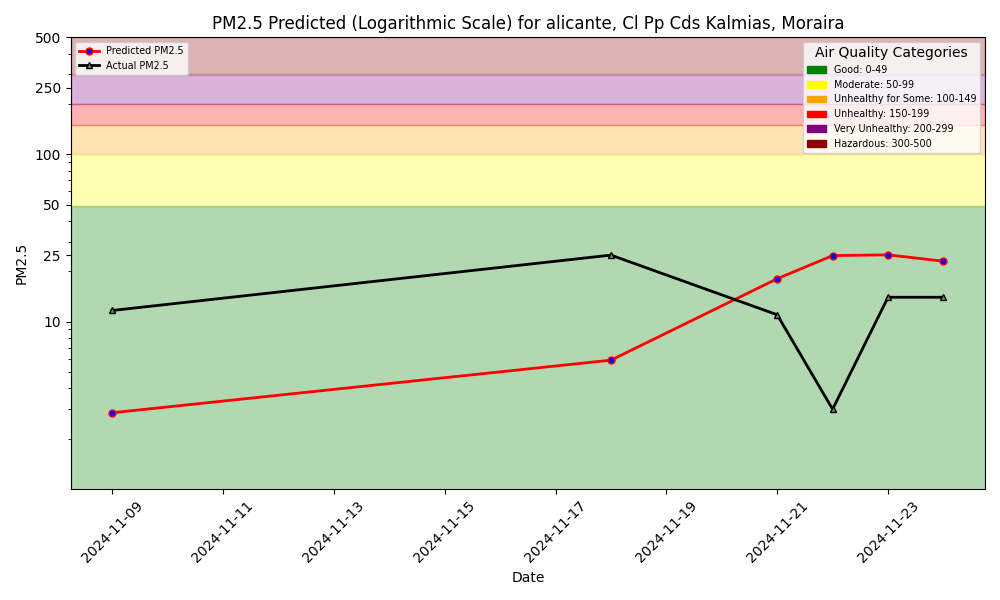 PM2.5 Predicted (Logarithmic Scale) for alicante, Cl Pp Cds Kalmias, Moraira
Predicted PM2.5
Actual PM2.5
Air Quality Categories
Good: 0-49
Moderate: 50-99
Unhealthy for Some: 100-149
Unhealthy: 150-199
Very Unhealthy: 200-299
Hazardous: 300-500
500
250
100
50
25
10
PM2.5
2024-11-09
2024-11-11
2024-11-13
2024-11-15
2024-11-17
2024-11-19
2024-11-21
2024-11-23
Date